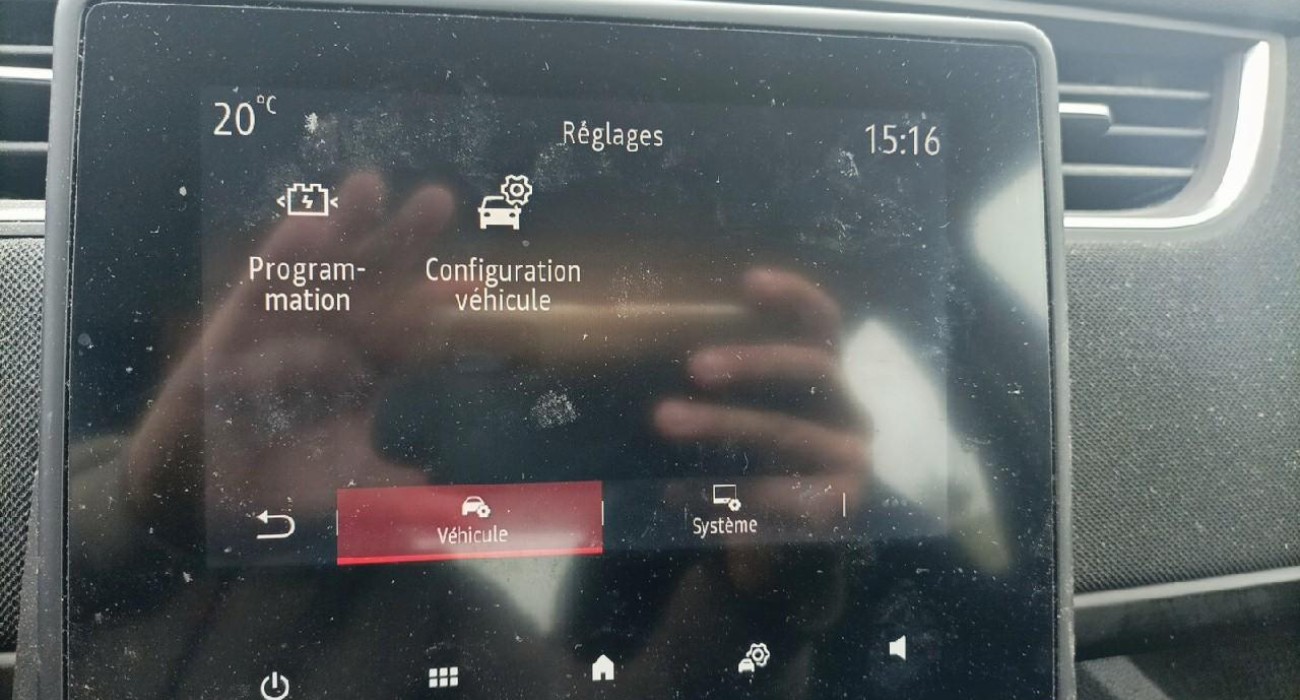 20°C
Réglages
15:16
Program-
mation
Configuration
véhicule
Véhicule
Système